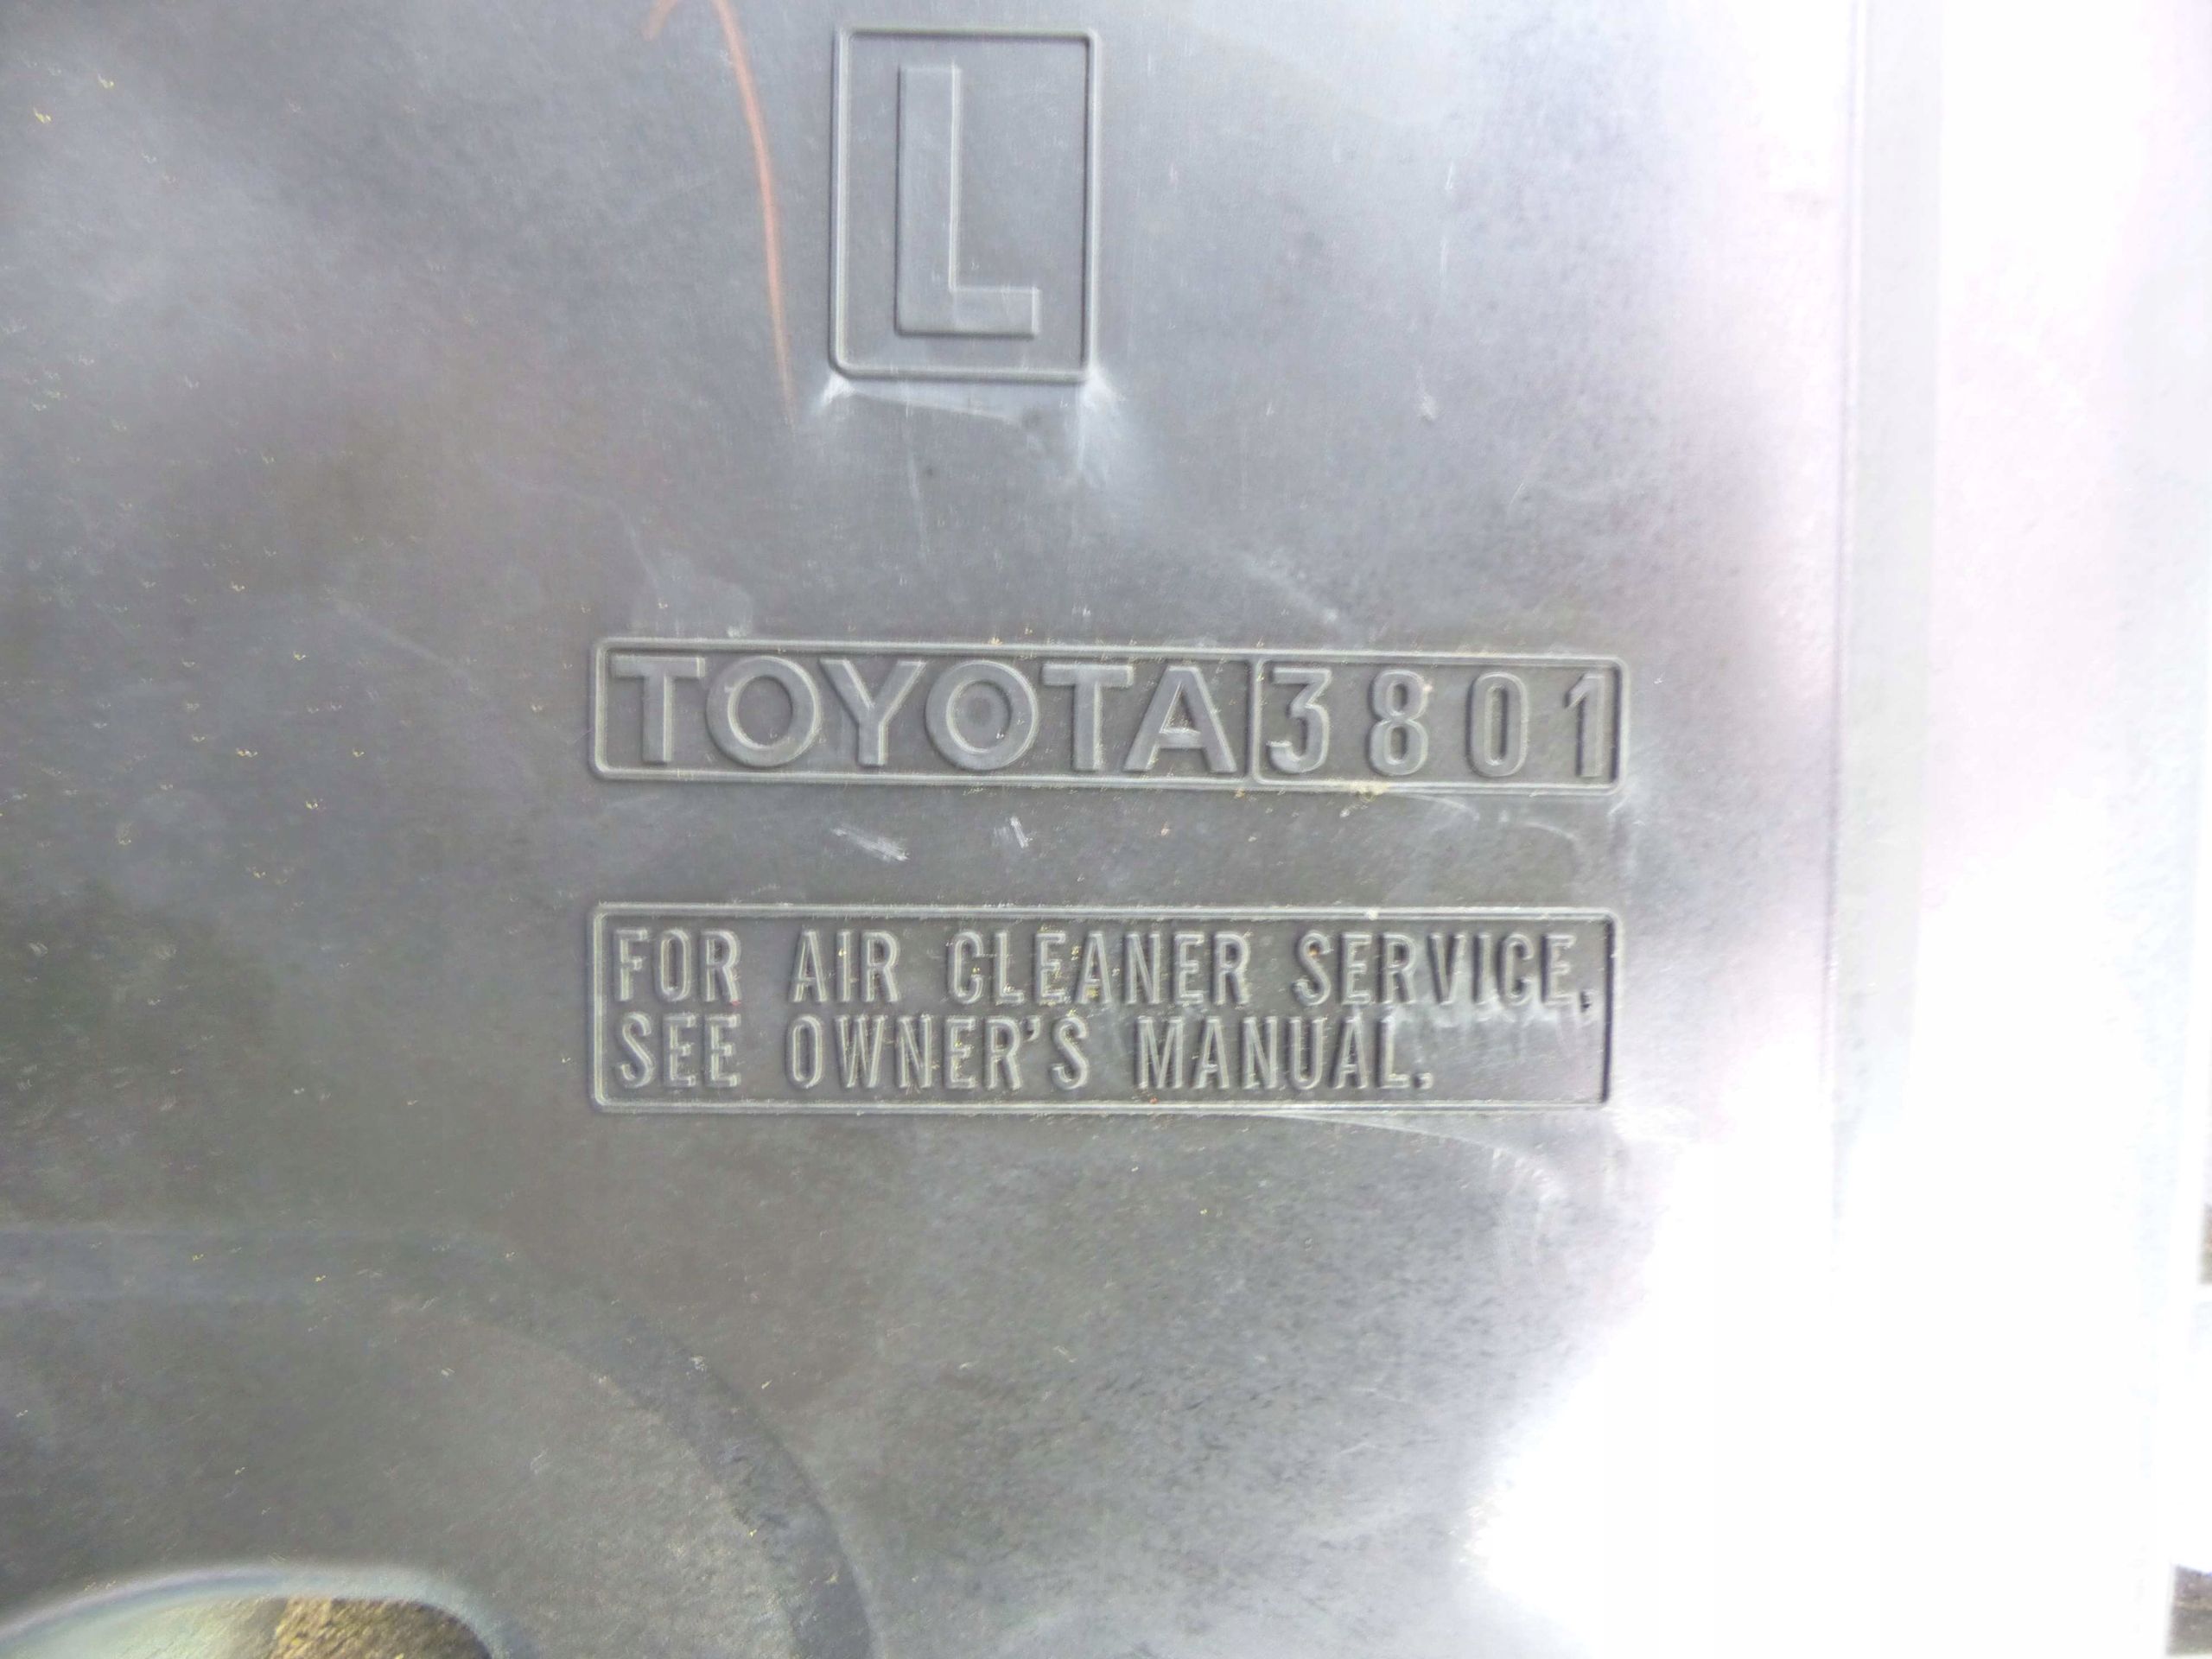 L
TOYOTA 3801
FOR AIR CLEANER SERVICE,
SEE OWNER'S MANUAL.